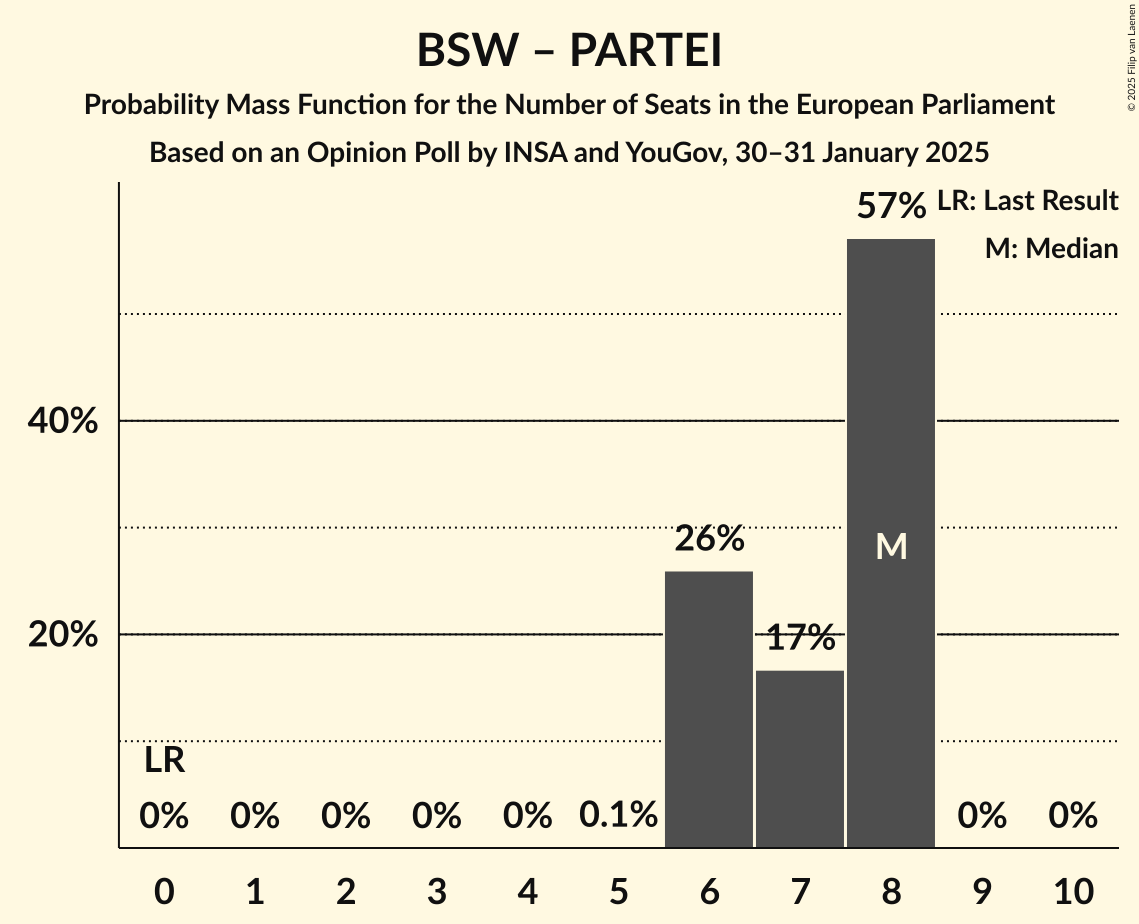 BSW – PARTEI
Probability Mass Function for the Number of Seats in the European Parliament
Based on an Opinion Poll by INSA and YouGov, 30–31 January 2025
© 2025 Filip van Laenen
57% LR: Last Result
M: Median
40%
26%
M
20%
17%
LR
0% 0% 0% 0% 0% 0.1% 0% 0%
0 1 2 3 4 5 6 7 8 9 10